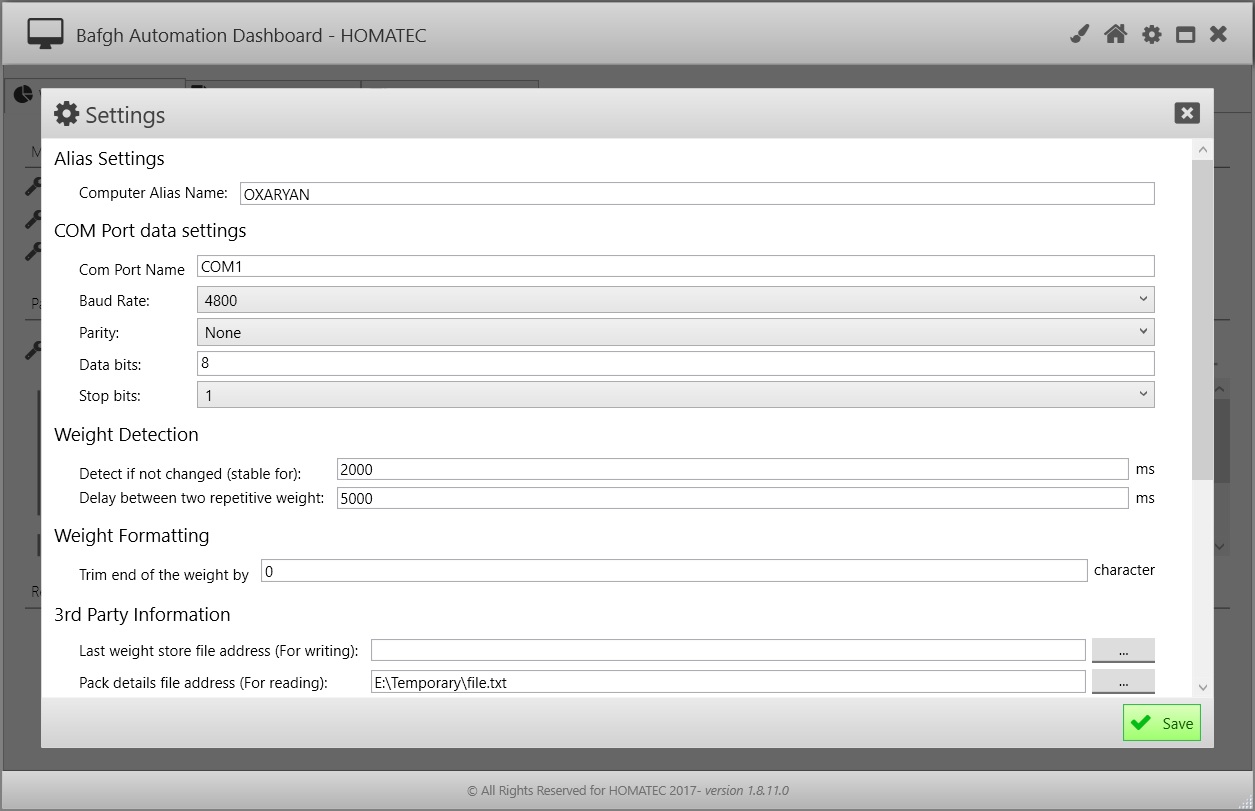 Bafgh Automation Dashboard - HOMATEC
Settings
Alias Settings
Computer Alias Name: OXARYAN
COM Port data settings
Com Port Name COM1
Baud Rate: 4800
Parity: None
Data bits: 8
Stop bits: 1
Weight Detection
Detect if not changed (stable for): 2000 ms
Delay between two repetitive weight: 5000 ms
Weight Formatting
Trim end of the weight by 0 character
3rd Party Information
Last weight store file address (For writing): ...
Pack details file address (For reading): E:\Temporary\file.txt ...
Save
© All Rights Reserved for HOMATEC 2017- version 1.8.11.0